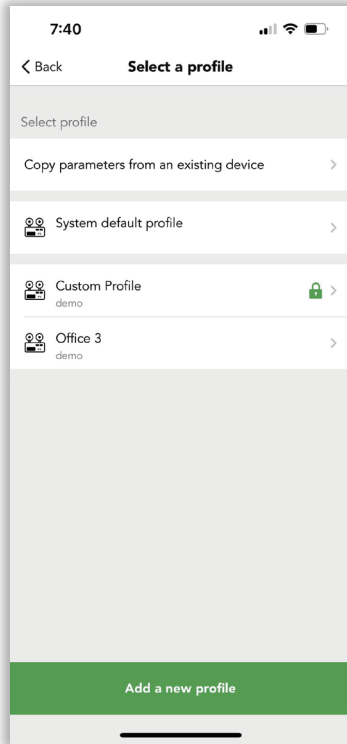 7:40
Back
Select a profile
Select profile
Copy parameters from an existing device
System default profile
Custom Profile
demo
Office 3
demo
Add a new profile